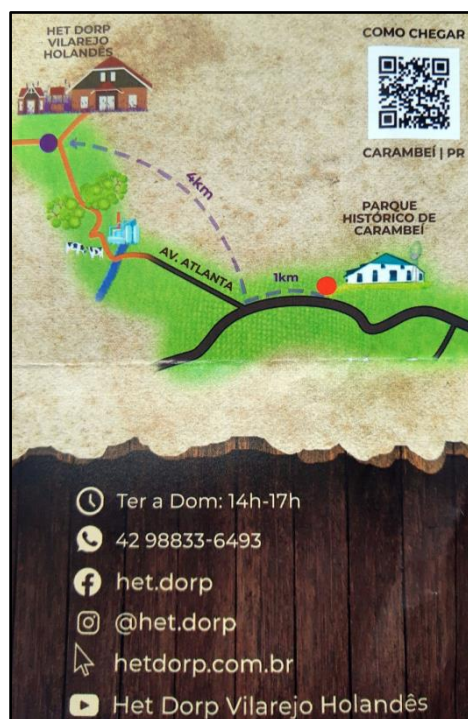 HET DORP
VILAREJO
HOLANDÊS
COMO CHEGAR
CARAMBEÍ | PR
4km
PARQUE
HISTÓRICO DE
CARAMBEÍ
AV. ATLANTA
1km
Ter a Dom: 14h-17h
42 98833-6493
het.dorp
@het.dorp
hetdorp.com.br
Het Dorp Vilarejo Holandês